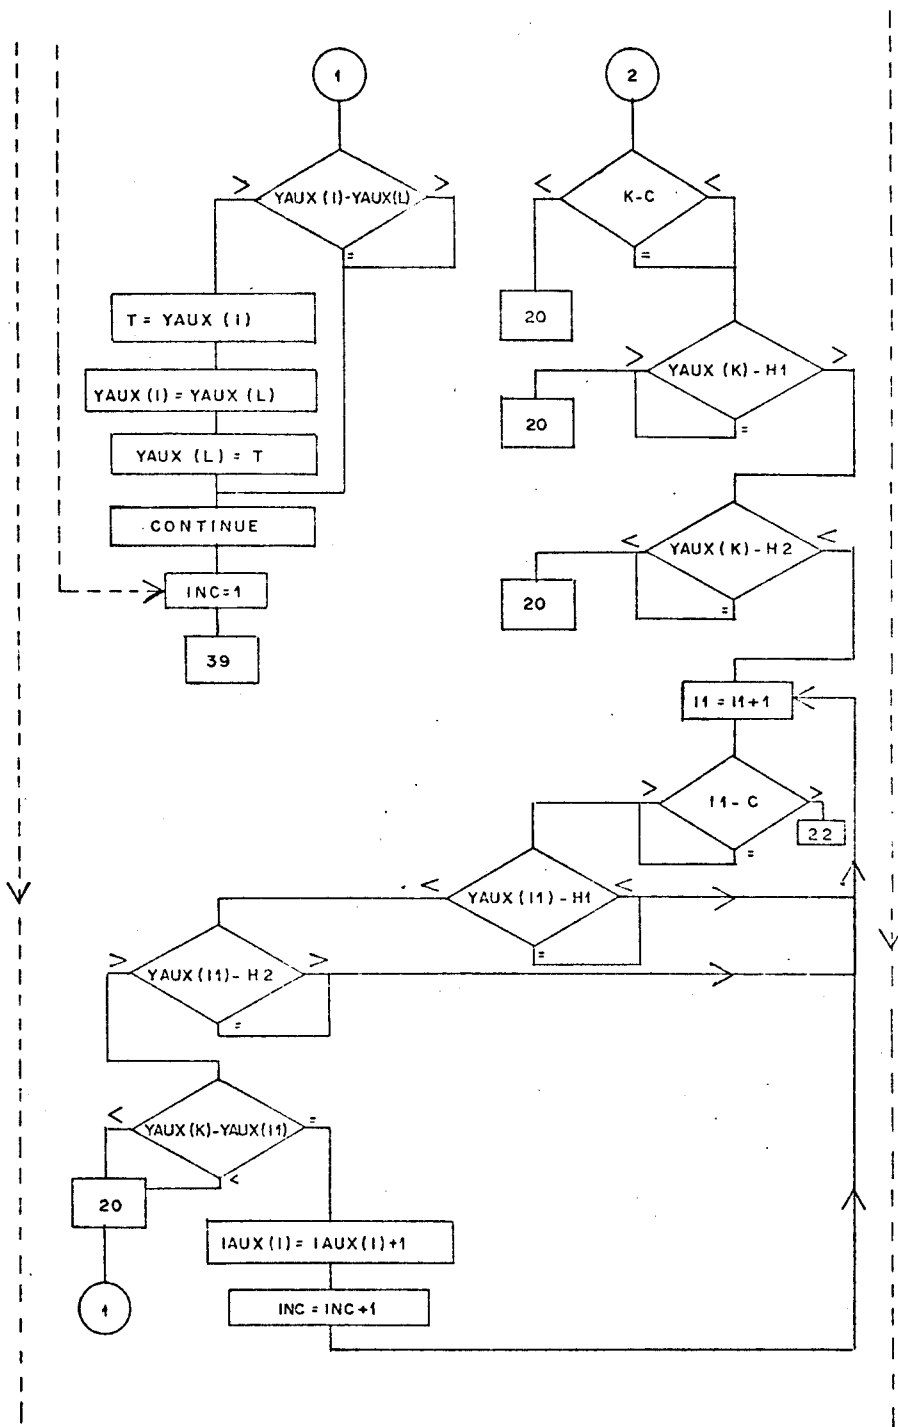 1
> YAUX (I)-YAUX(L) >
=
T = YAUX (I)
YAUX (I) = YAUX (L)
YAUX (L) = T
CONTINUE
INC=1
39
2
< K-C <
=
20
> YAUX (K) - H1 >
=
20
< YAUX (K) - H2 <
=
20
I1 = I1+1
> I1 - C >
=
22
< YAUX (I1) - H1 <
=
> YAUX (I1) - H2 >
=
< YAUX (K)-YAUX(I1) =
<
20
1
IAUX (I) = IAUX (I)+1
INC = INC+1